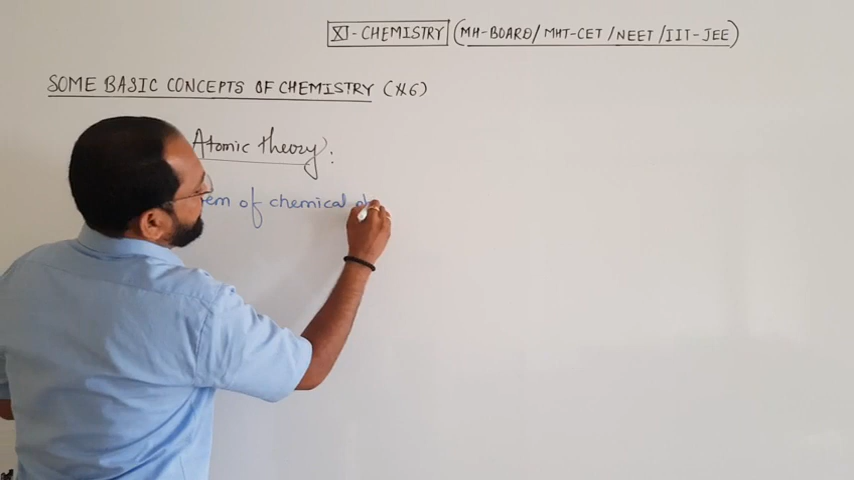 XI-CHEMISTRY (MH-BOARD/MHT-CET/NEET/IIT-JEE)
SOME BASIC CONCEPTS OF CHEMISTRY (#6)
Atomic theory:
of chemical